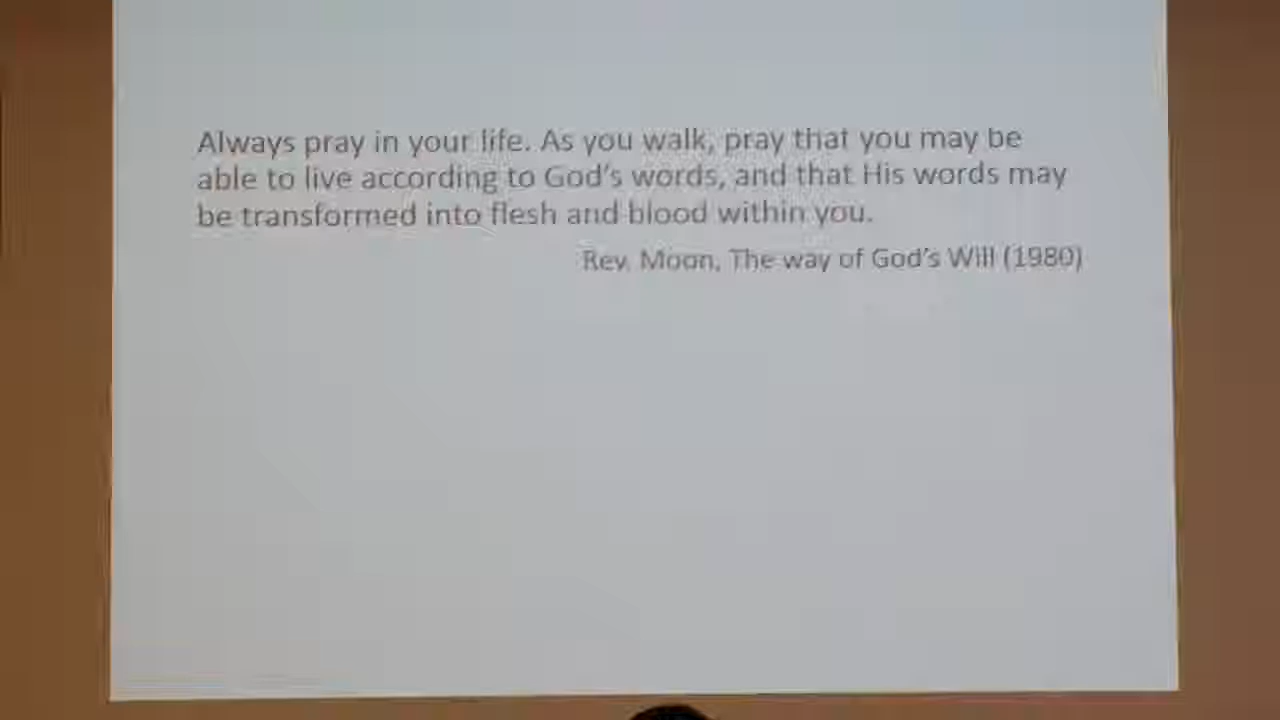 Always pray in your life. As you walk, pray that you may be
able to live according to God's words, and that His words may
be transformed into flesh and blood within you.
Rev. Moon, The way of God's Will (1980)